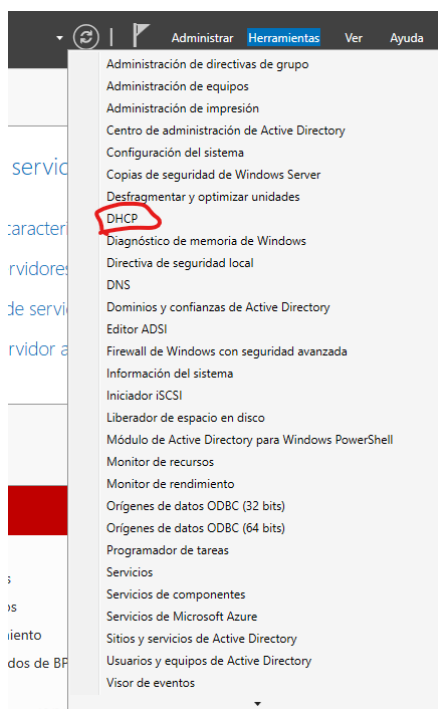 Administrar Herramientas Ver Ayuda
Administración de directivas de grupo
Administración de equipos
Administración de impresión
Centro de administración de Active Directory
Configuración del sistema
servic
Copias de seguridad de Windows Server
Desfragmentar y optimizar unidades
DHCP
caracteri
Diagnóstico de memoria de Windows
rvidores
Directiva de seguridad local
DNS
de servi
Dominios y confianzas de Active Directory
Editor ADSI
rvidor a
Firewall de Windows con seguridad avanzada
Información del sistema
Iniciador iSCSI
Liberador de espacio en disco
Módulo de Active Directory para Windows PowerShell
Monitor de recursos
Monitor de rendimiento
Orígenes de datos ODBC (32 bits)
Orígenes de datos ODBC (64 bits)
Programador de tareas
Servicios
s
Servicios de componentes
os
Servicios de Microsoft Azure
iento
Sitios y servicios de Active Directory
dos de BP
Usuarios y equipos de Active Directory
Visor de eventos